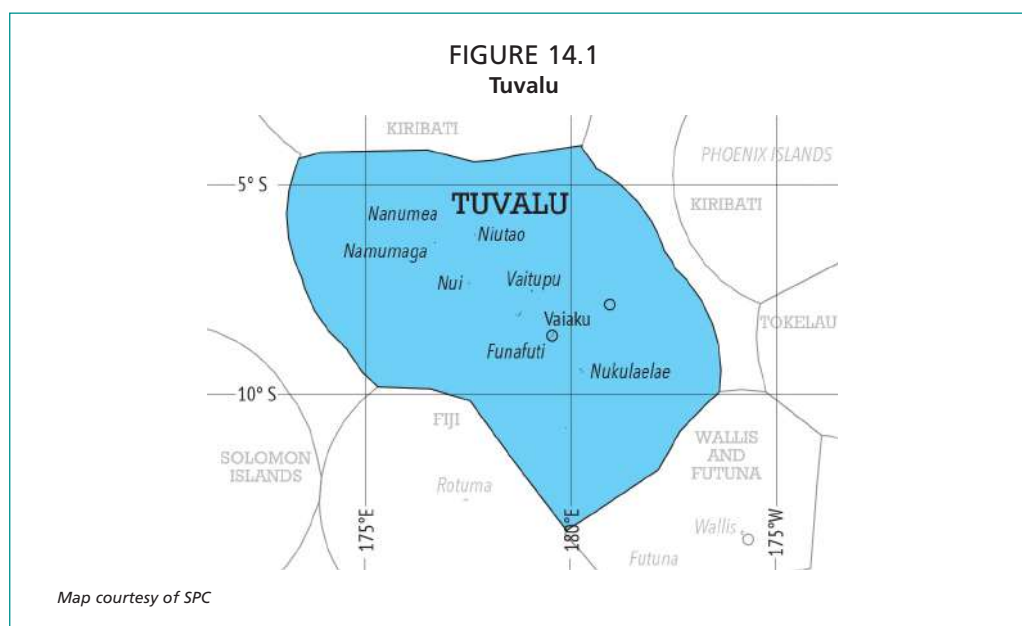 FIGURE 14.1
Tuvalu
KIRIBATI
PHOENIX ISLANDS
5° S
KIRIBATI
TUVALU
Nanumea
Niutao
Namumaga
Nui
Vaitupu
Vaiaku
TOKELAU
Funafuti
Nukulaelae
10° S
FIJI
WALLIS
AND
FUTUNA
SOLOMON
ISLANDS
Rotuma
175°E
180°E
175°W
Wallis
Futuna
Map courtesy of SPC